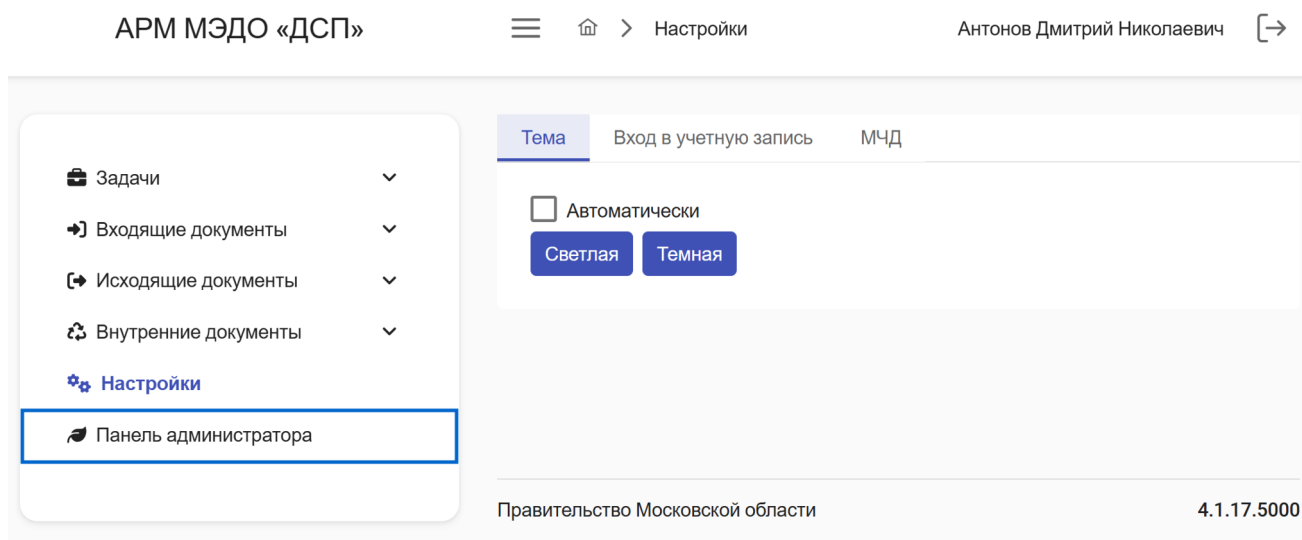 АРМ МЭДО «ДСП»
Настройки
Антонов Дмитрий Николаевич
Задачи
Входящие документы
Исходящие документы
Внутренние документы
Настройки
Панель администратора
Тема
Вход в учетную запись
МЧД
Автоматически
Светлая
Темная
Правительство Московской области
4.1.17.5000